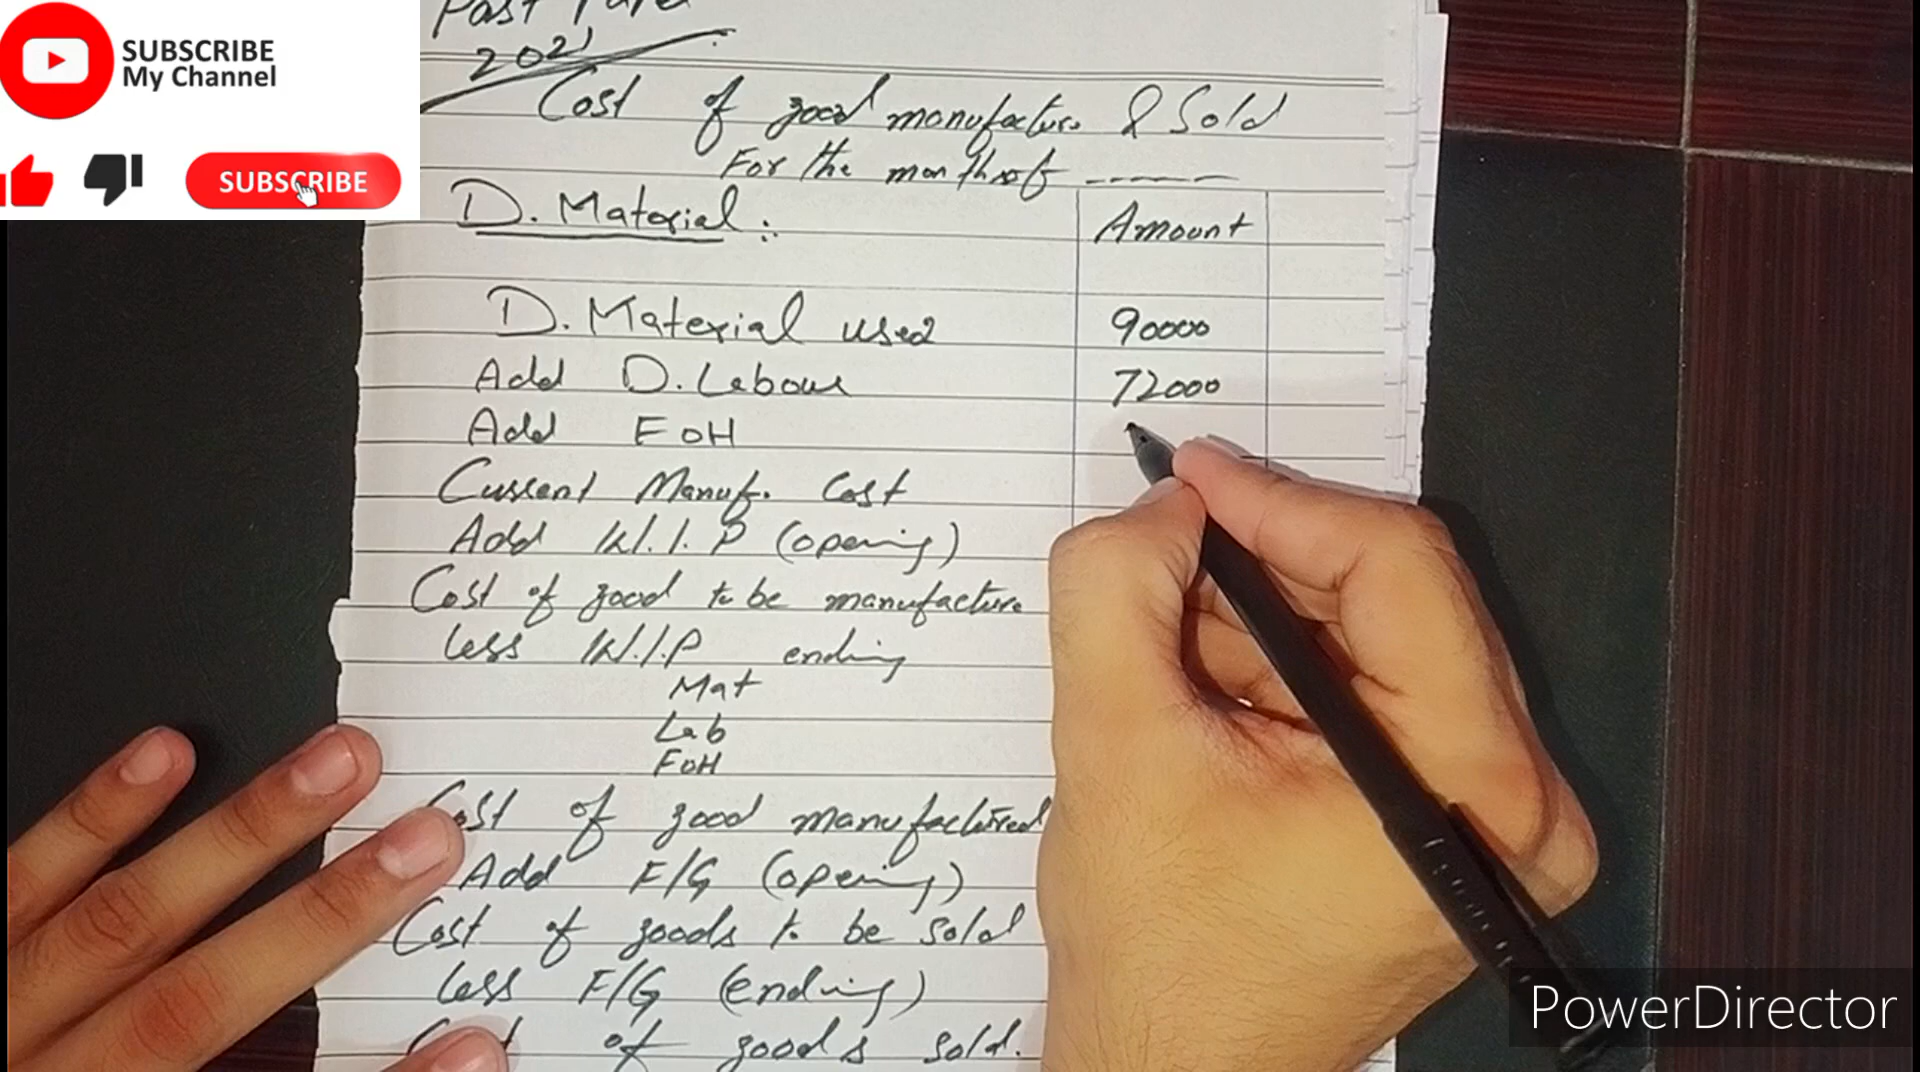 SUBSCRIBE
My Channel
SUBSCRIBE
Past
2021
Cost of good manufacture & Sold
For the month of -----
D. Material :
Amount
D. Material used 90000
Add D. Labour 72000
Add FOH
Current Manuf. Cost
Add W.I.P (opening)
Cost of good to be manufacture
Less W.I.P ending
Mat
Lab
FOH
Cost of good manufactured
Add F/G (opening)
Cost of goods to be sold
Less F/G (ending)
Cost of goods sold.
PowerDirector